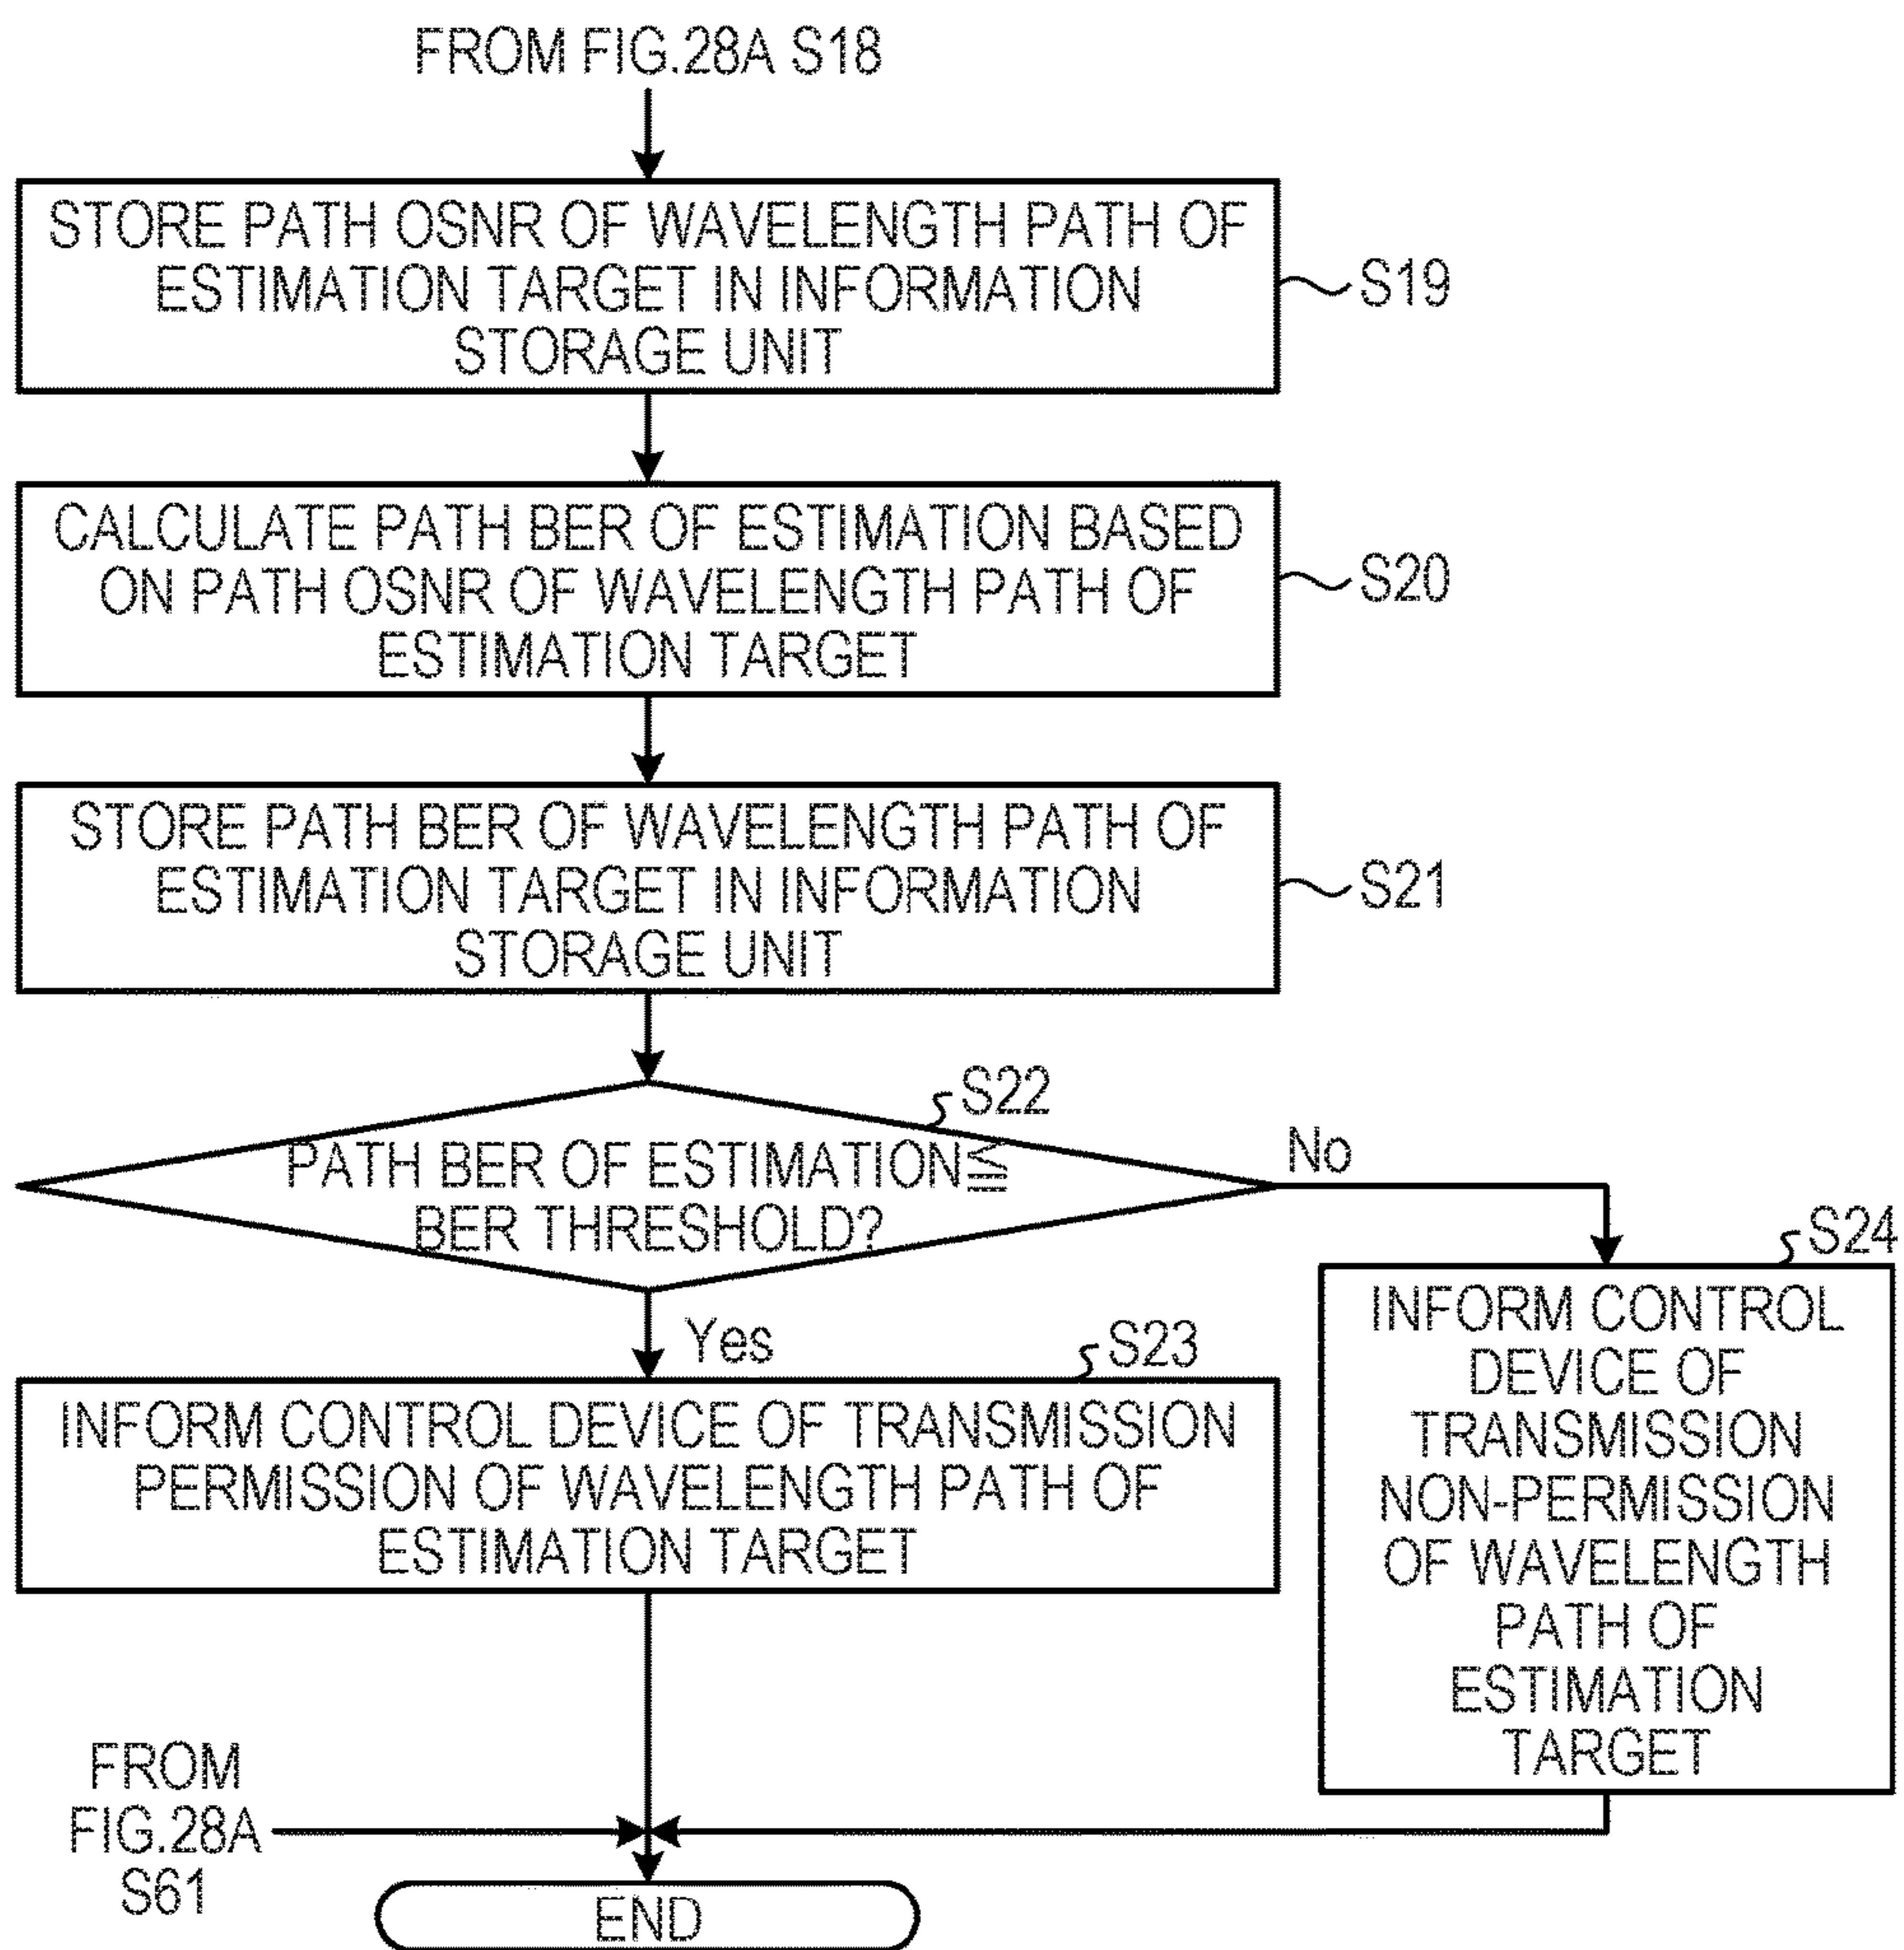 FROM FIG.28A S18
STORE PATH OSNR OF WAVELENGTH PATH OF
ESTIMATION TARGET IN INFORMATION
STORAGE UNIT
S19
CALCULATE PATH BER OF ESTIMATION BASED
ON PATH OSNR OF WAVELENGTH PATH OF
ESTIMATION TARGET
S20
STORE PATH BER OF WAVELENGTH PATH OF
ESTIMATION TARGET IN INFORMATION
STORAGE UNIT
S21
S22
PATH BER OF ESTIMATION≦
BER THRESHOLD?
No
Yes
S23
INFORM CONTROL DEVICE OF TRANSMISSION
PERMISSION OF WAVELENGTH PATH OF
ESTIMATION TARGET
S24
INFORM CONTROL
DEVICE OF
TRANSMISSION
NON-PERMISSION
OF WAVELENGTH
PATH OF
ESTIMATION
TARGET
FROM
FIG.28A
S61
END